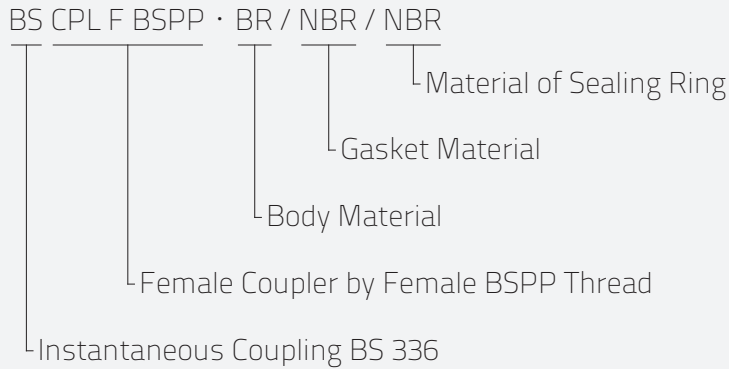 BS CPL F BSPP · BR / NBR / NBR
Material of Sealing Ring
Gasket Material
Body Material
Female Coupler by Female BSPP Thread
Instantaneous Coupling BS 336